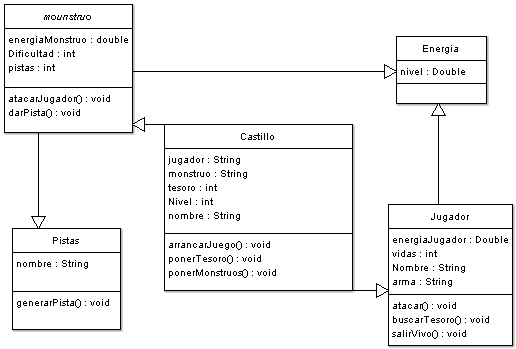 mounstruo
energiaMonstruo : double
Dificultad : int
pistas : int
atacarJugador() : void
darPista() : void
Energia
nivel : Double
Castillo
jugador : String
monstruo : String
tesoro : int
Nivel : int
nombre : String
arrancarJuego() : void
ponerTesoro() : void
ponerMonstruos() : void
Pistas
nombre : String
generarPista() : void
Jugador
energiaJugador : Double
vidas : int
Nombre : String
arma : String
atacar() : void
buscarTesoro() : void
salirVivo() : void